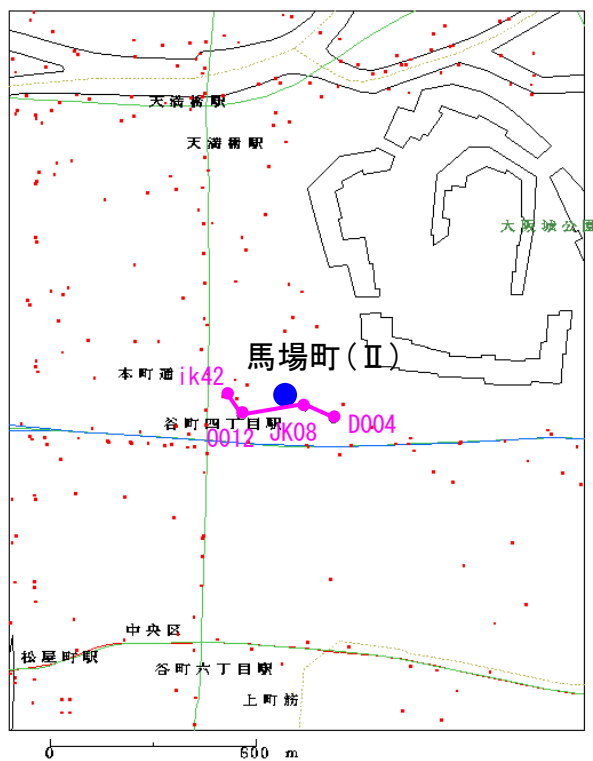 天満橋駅
天満橋駅
大阪城公園
馬場町(Ⅱ)
本町通
ik42
谷町四丁目駅
OO12
JK08
DO04
中央区
松屋町駅
谷町六丁目駅
上町筋
0 600 m